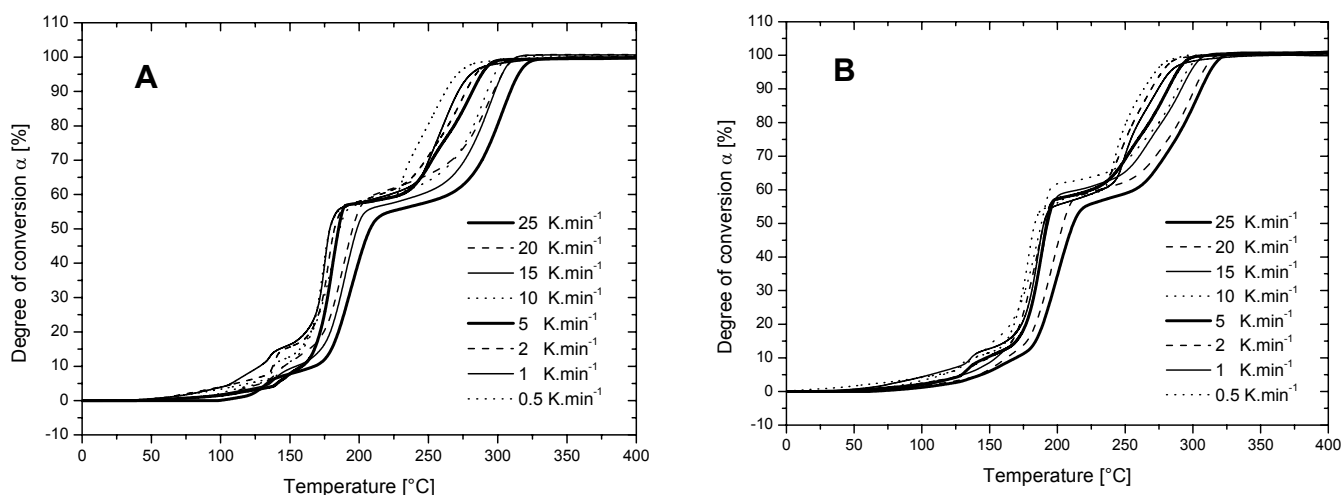 110
100
90
80
70
60
50
40
30
20
10
0
-10
Degree of conversion α [%]
A
25 K.min⁻¹
20 K.min⁻¹
15 K.min⁻¹
10 K.min⁻¹
5 K.min⁻¹
2 K.min⁻¹
1 K.min⁻¹
0.5 K.min⁻¹
0 50 100 150 200 250 300 350 400
Temperature [°C]
110
100
90
80
70
60
50
40
30
20
10
0
-10
Degree of conversion α [%]
B
25 K.min⁻¹
20 K.min⁻¹
15 K.min⁻¹
10 K.min⁻¹
5 K.min⁻¹
2 K.min⁻¹
1 K.min⁻¹
0.5 K.min⁻¹
0 50 100 150 200 250 300 350 400
Temperature [°C]